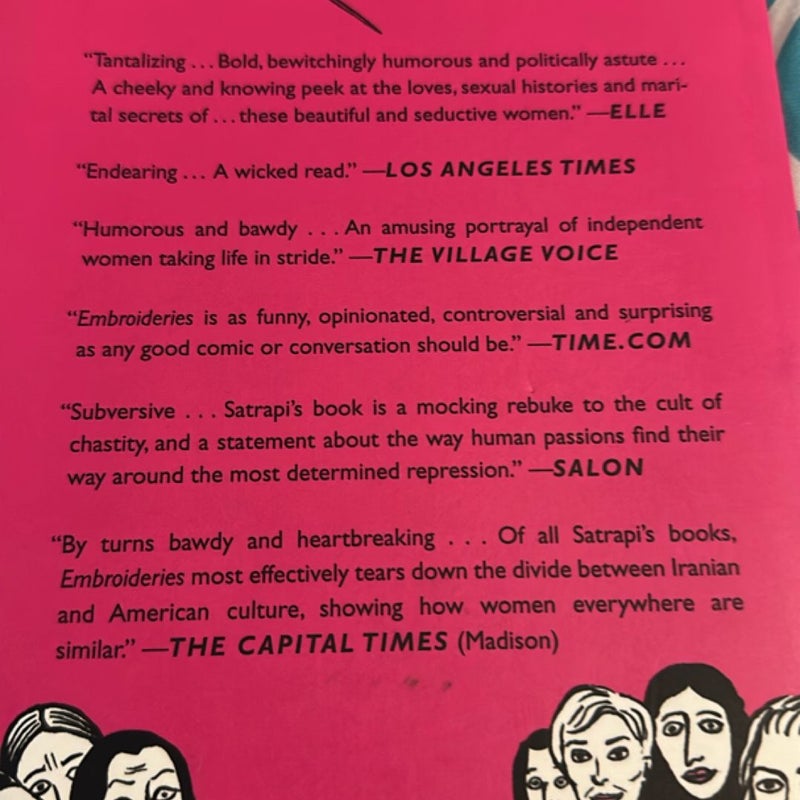 “Tantalizing ... Bold, bewitchingly humorous and politically astute ...
A cheeky and knowing peek at the loves, sexual histories and mari-
tal secrets of ... these beautiful and seductive women.” —ELLE
“Endearing ... A wicked read.” —LOS ANGELES TIMES
“Humorous and bawdy ... An amusing portrayal of independent
women taking life in stride.” —THE VILLAGE VOICE
“Embroideries is as funny, opinionated, controversial and surprising
as any good comic or conversation should be.” —TIME.COM
“Subversive ... Satrapi’s book is a mocking rebuke to the cult of
chastity, and a statement about the way human passions find their
way around the most determined repression.” —SALON
“By turns bawdy and heartbreaking ... Of all Satrapi’s books,
Embroideries most effectively tears down the divide between Iranian
and American culture, showing how women everywhere are
similar.” —THE CAPITAL TIMES (Madison)